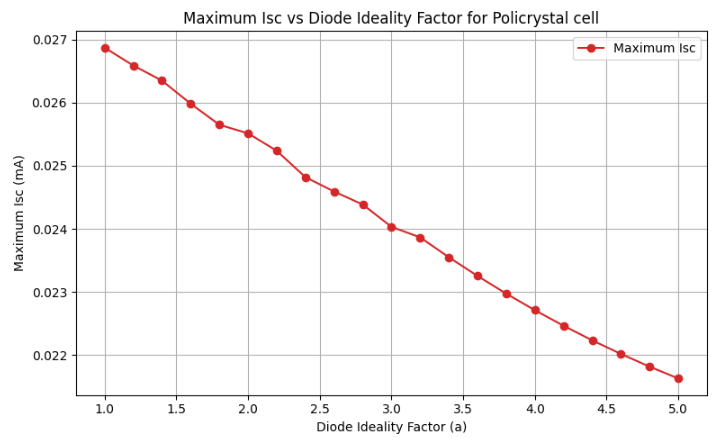 Maximum Isc vs Diode Ideality Factor for Policrystal cell
Maximum Isc
Maximum Isc (mA)
0.027
0.026
0.025
0.024
0.023
0.022
1.0 1.5 2.0 2.5 3.0 3.5 4.0 4.5 5.0
Diode Ideality Factor (a)